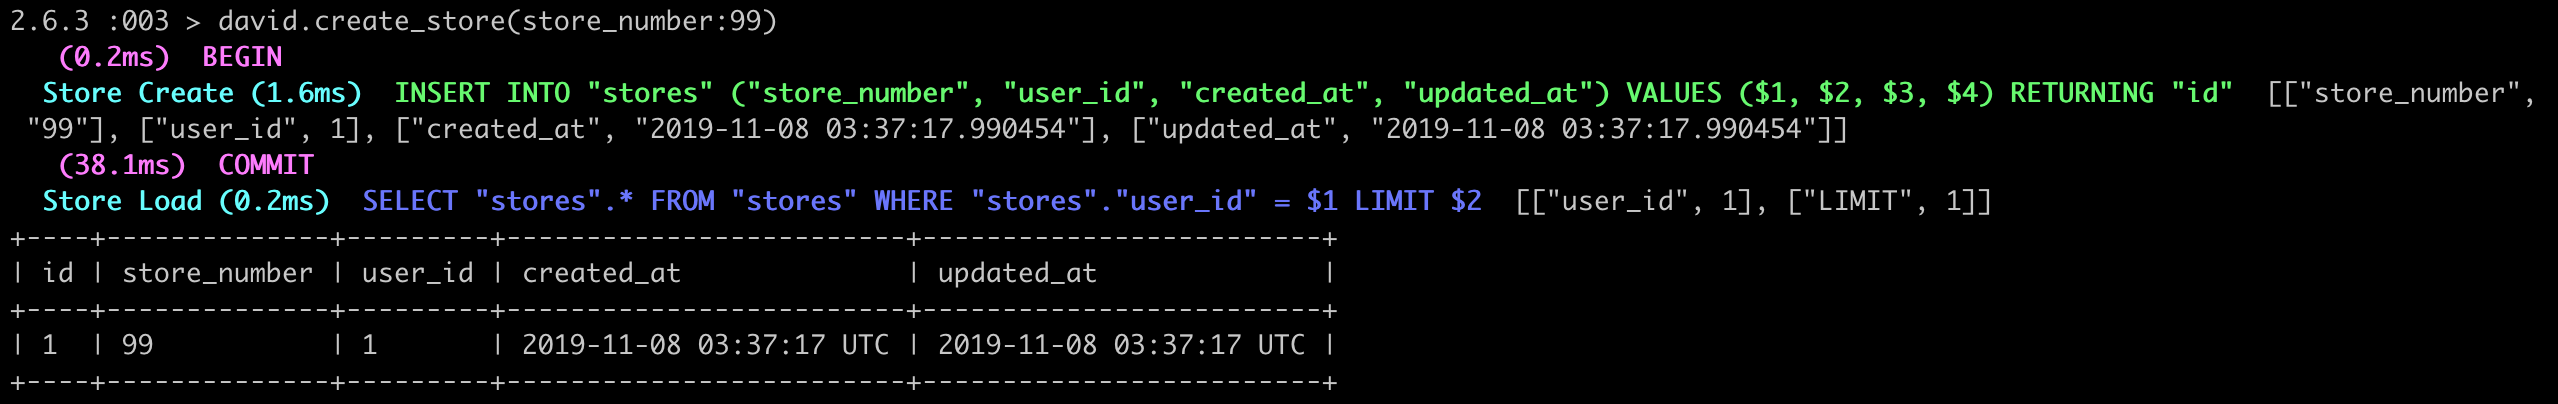 2.6.3 :003 > david.create_store(store_number:99)
   (0.2ms)  BEGIN
  Store Create (1.6ms)  INSERT INTO "stores" ("store_number", "user_id", "created_at", "updated_at") VALUES ($1, $2, $3, $4) RETURNING "id"  [["store_number",
 "99"], ["user_id", 1], ["created_at", "2019-11-08 03:37:17.990454"], ["updated_at", "2019-11-08 03:37:17.990454"]]
   (38.1ms)  COMMIT
  Store Load (0.2ms)  SELECT "stores".* FROM "stores" WHERE "stores"."user_id" = $1 LIMIT $2  [["user_id", 1], ["LIMIT", 1]]
+----+--------------+---------+-------------------------+-------------------------+
| id | store_number | user_id | created_at              | updated_at              |
+----+--------------+---------+-------------------------+-------------------------+
| 1  | 99           | 1       | 2019-11-08 03:37:17 UTC | 2019-11-08 03:37:17 UTC |
+----+--------------+---------+-------------------------+-------------------------+